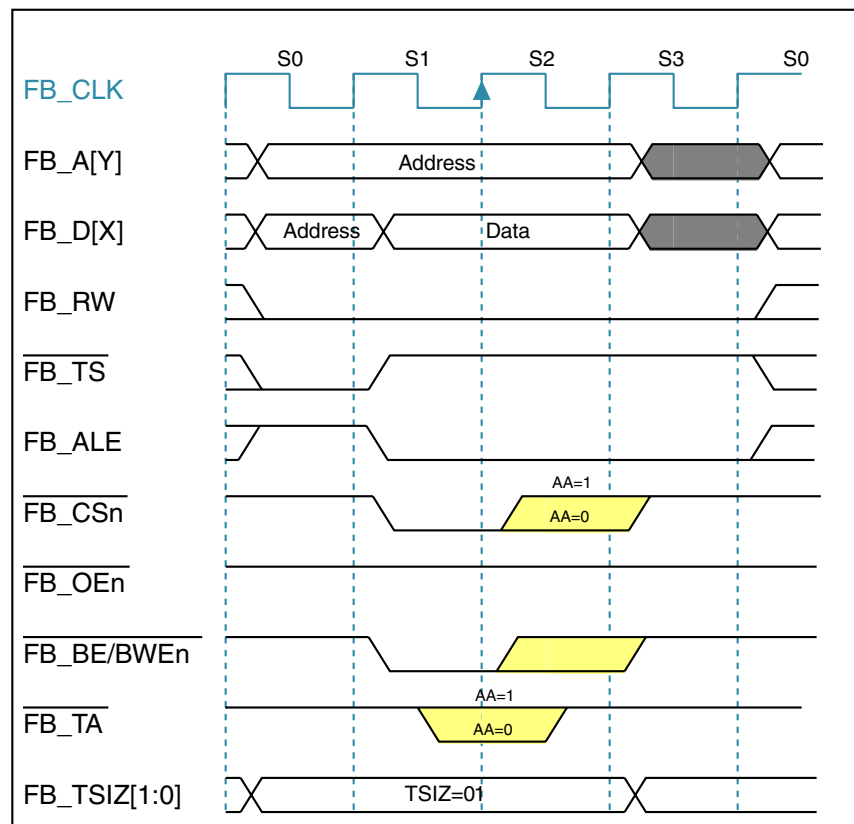 S0 S1 S2 S3 S0
FB_CLK
FB_A[Y] Address
FB_D[X] Address Data
FB_RW
FB_TS
FB_ALE
AA=1
FB_CSn AA=0
FB_OEn
FB_BE/BWEn
AA=1
FB_TA AA=0
FB_TSIZ[1:0] TSIZ=01